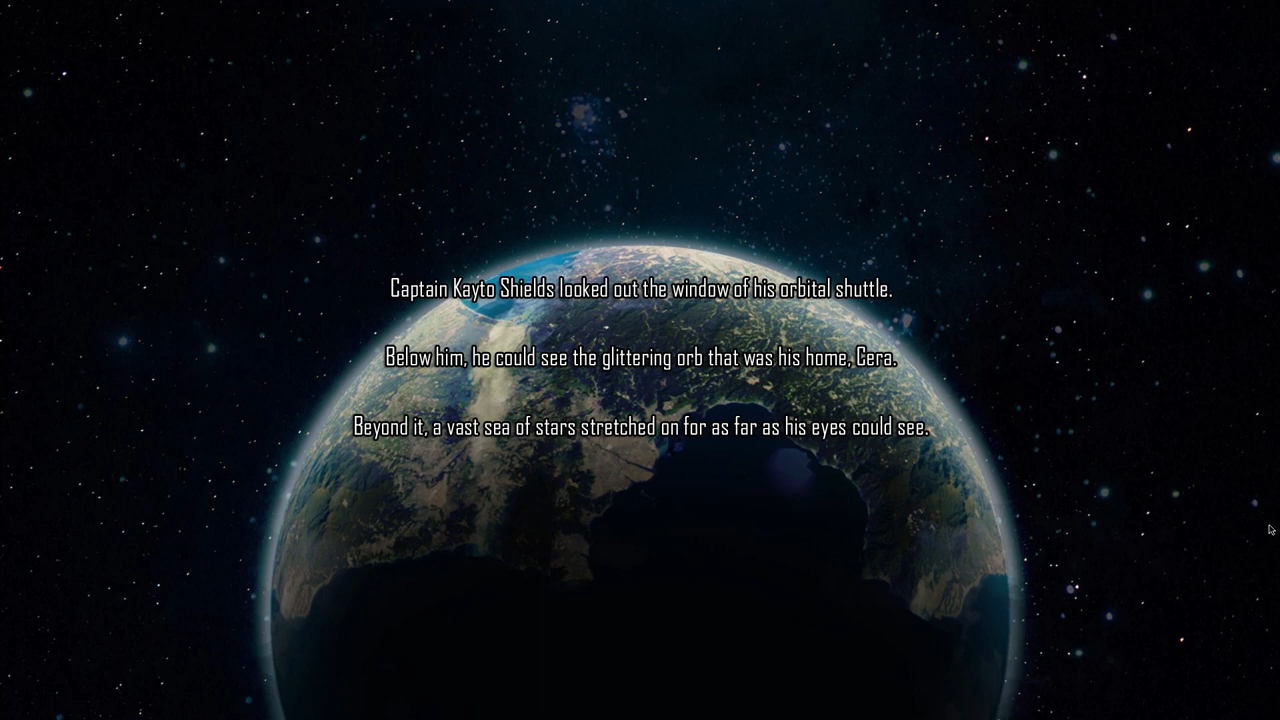 Captain Kayto Shields looked out the window of his orbital shuttle.
Below him, he could see the glittering orb that was his home, Cera.
Beyond it, a vast sea of stars stretched on for as far as his eyes could see.